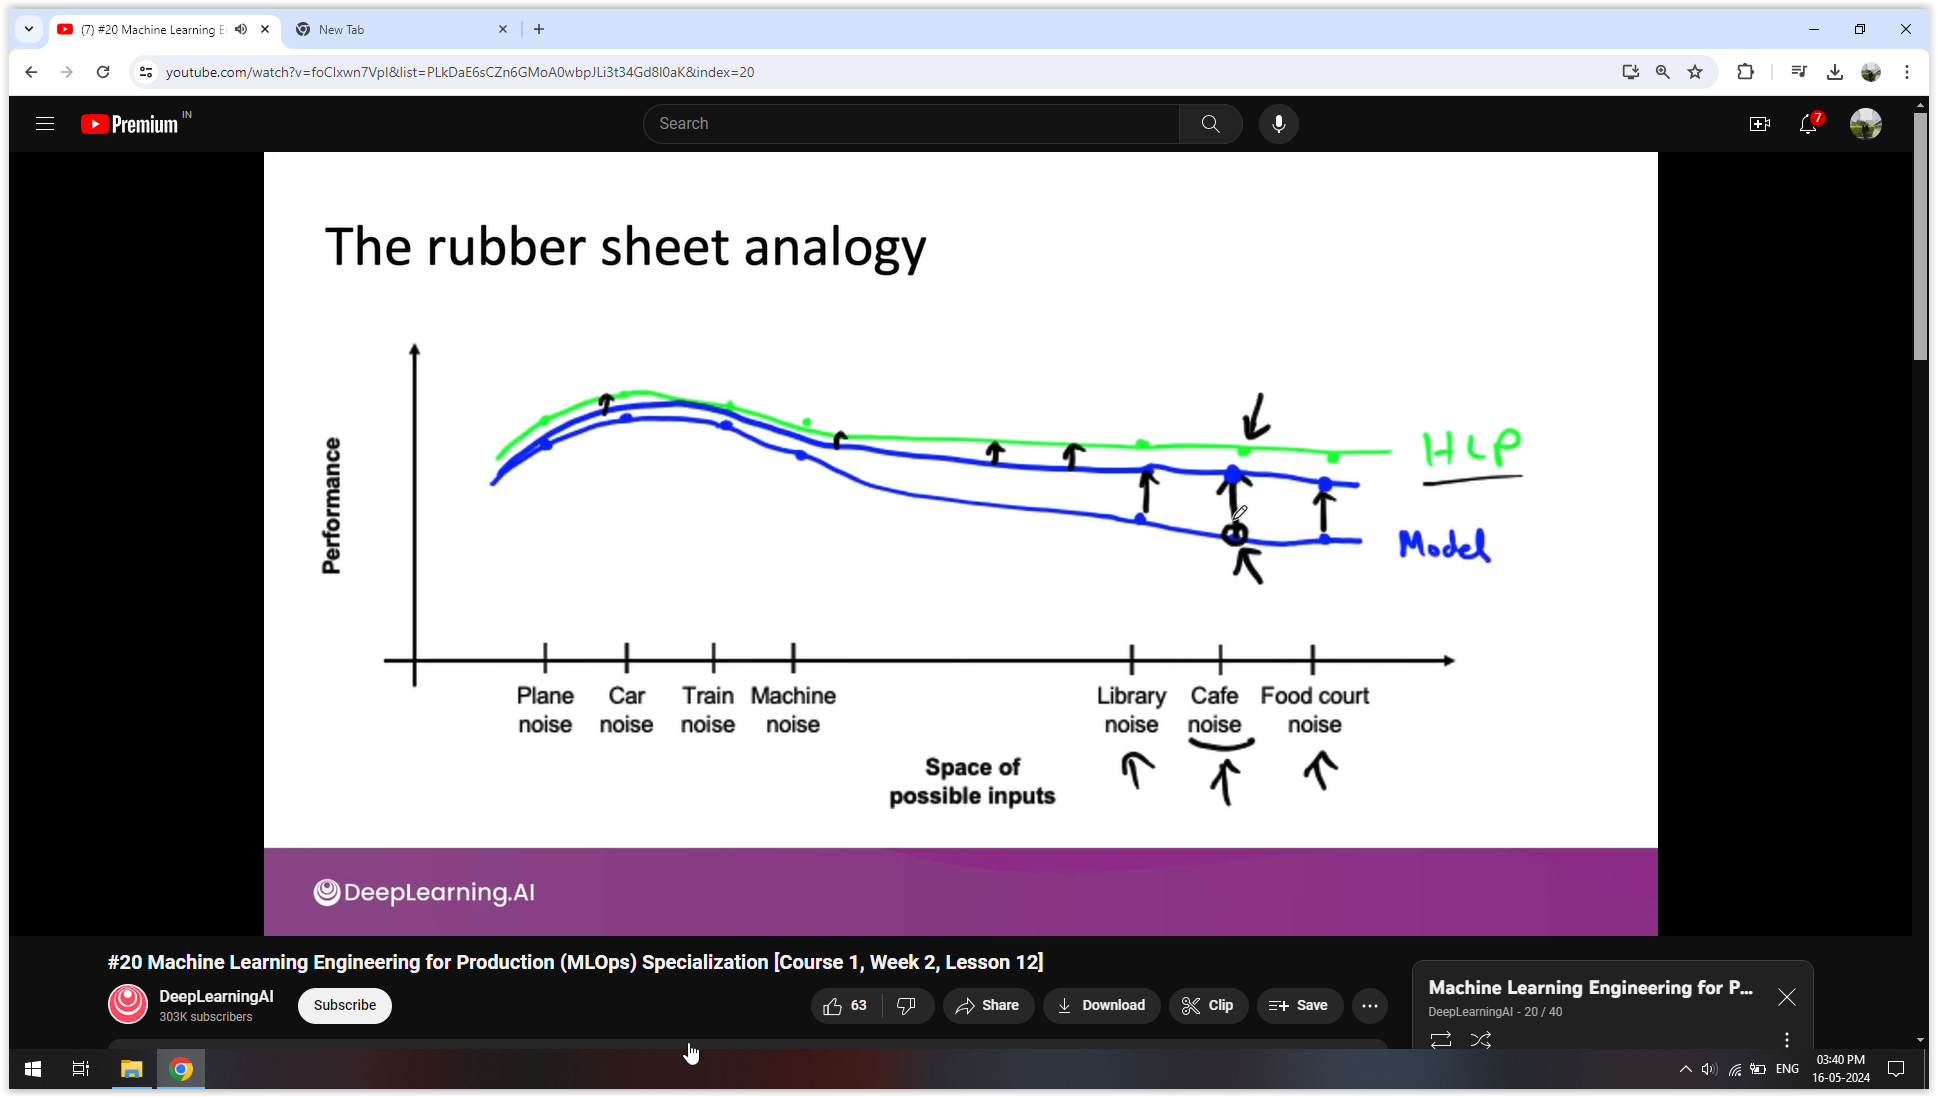 (7) #20 Machine Learning E
New Tab
youtube.com/watch?v=foClxwn7VpI&list=PLkDaE6sCZn6GMoA0wbpJLi3t34Gd8l0aK&index=20
Premium IN
Search
7
The rubber sheet analogy
HLP
Model
Performance
Plane noise
Car noise
Train noise
Machine noise
Library noise
Cafe noise
Food court noise
Space of
possible inputs
DeepLearning.AI
#20 Machine Learning Engineering for Production (MLOps) Specialization [Course 1, Week 2, Lesson 12]
DeepLearningAI
303K subscribers
Subscribe
63
Share
Download
Clip
Save
Machine Learning Engineering for P...
DeepLearningAI - 20 / 40
ENG
03:40 PM
16-05-2024